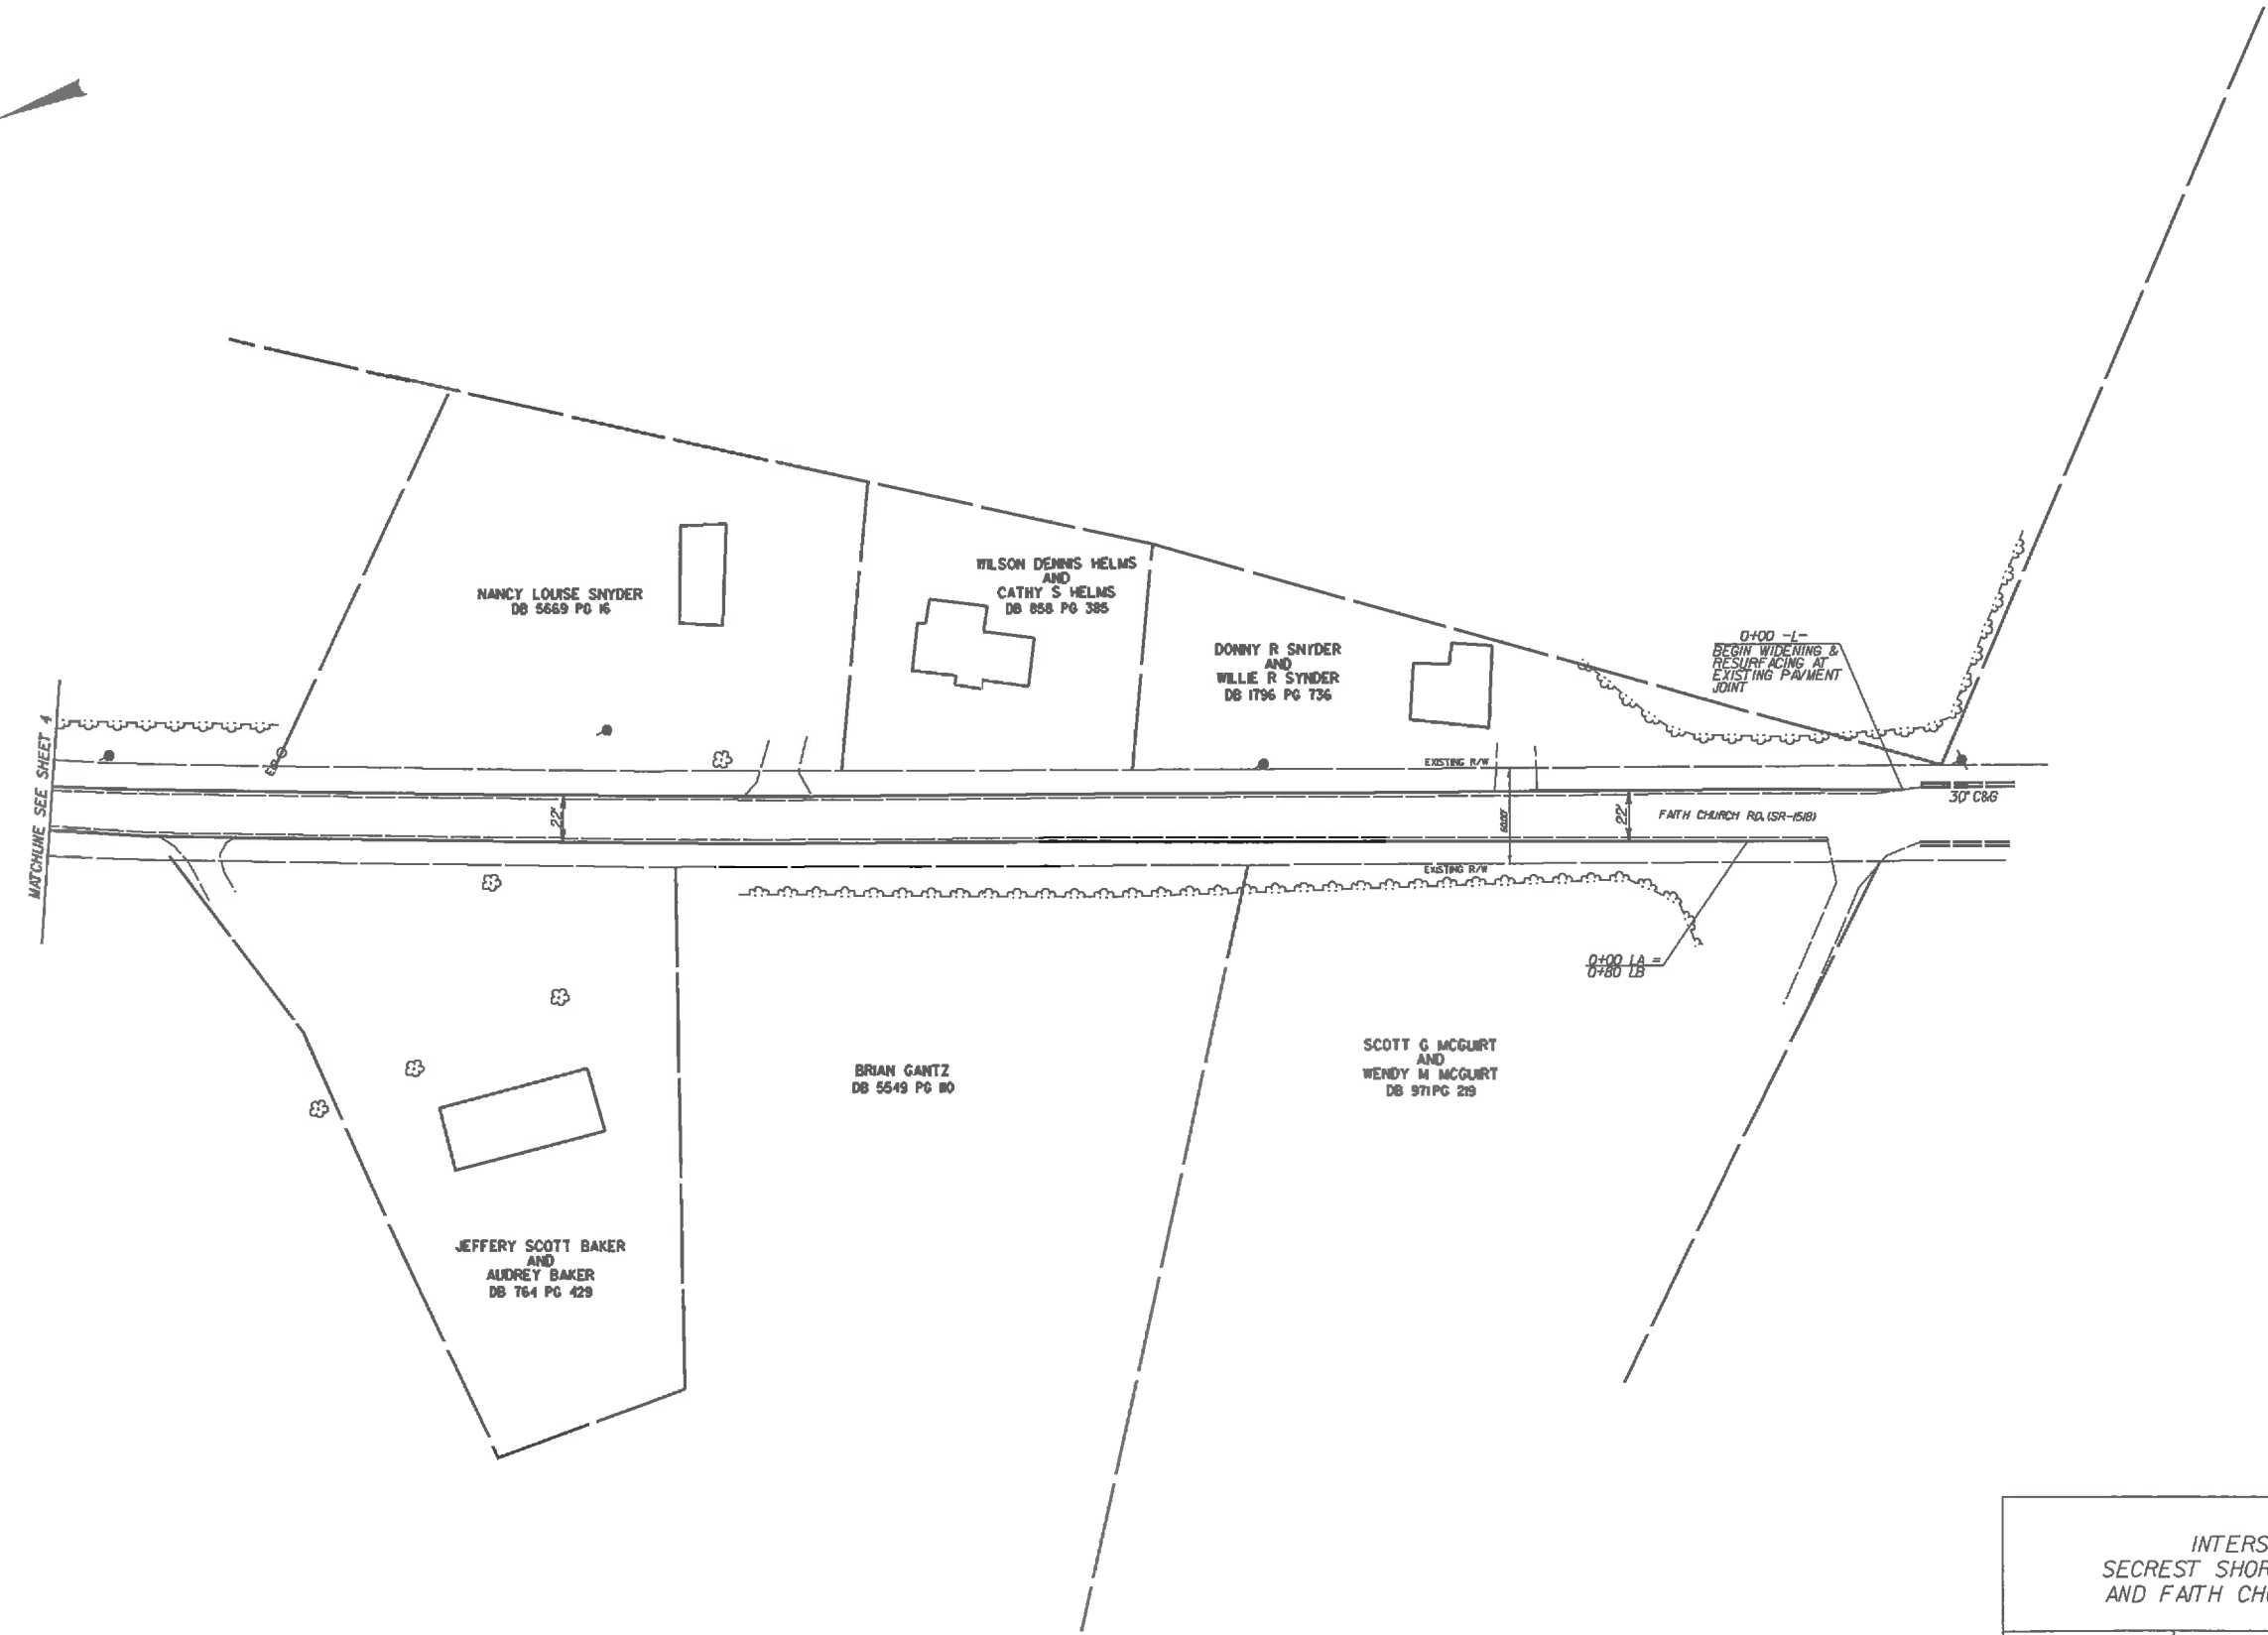 WILSON DENNIS HELMS
AND
CATHY S HELMS
DB 858 PG 385
NANCY LOUISE SNYDER
DB 5669 PG 16
DONNY R SNYDER
AND
WILLIE R SYNDER
DB 1796 PG 736
0+00 -L-
BEGIN WIDENING &
RESURFACING AT
EXISTING PAVMENT
JOINT
MATCHLINE SEE SHEET 4
EIP
EXISTING R/W
30" C&G
22'
60.00'
22'
FAITH CHURCH RD. (SR-1518)
EXISTING R/W
0+00 LA =
0+80 LB
SCOTT G MCGUIRT
AND
WENDY M MCGUIRT
DB 971 PG 219
BRIAN GANTZ
DB 5549 PG 110
JEFFERY SCOTT BAKER
AND
AUDREY BAKER
DB 764 PG 429
INTERS
SECREST SHOR
AND FAITH CH